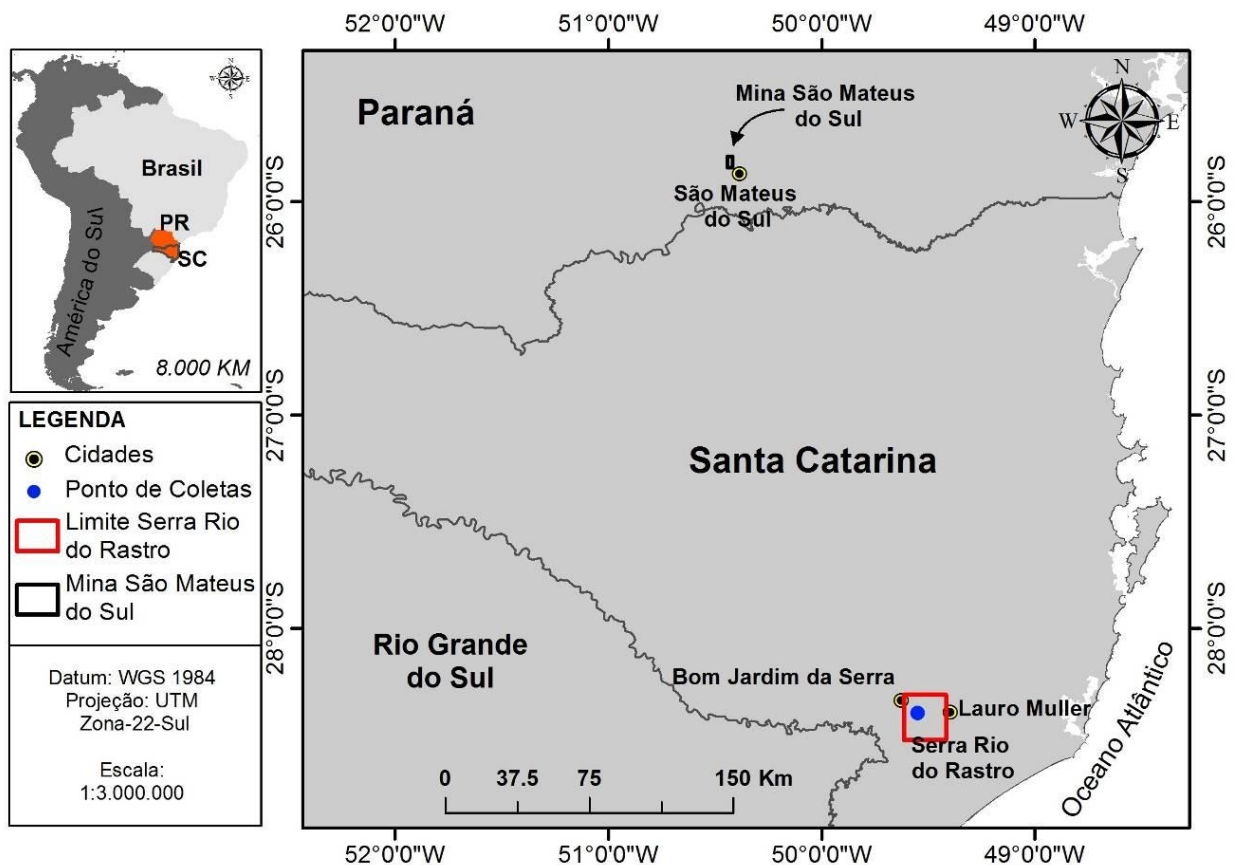 52°0'0"W
51°0'0"W
50°0'0"W
49°0'0"W
Brasil
PR
SC
América do Sul
8.000 KM
N
W
E
S
Paraná
Mina São Mateus
do Sul
São Mateus
do Sul
26°0'0"S
26°0'0"S
27°0'0"S
27°0'0"S
28°0'0"S
28°0'0"S
Santa Catarina
Rio Grande
do Sul
Bom Jardim da Serra
Lauro Muller
Serra Rio
do Rastro
Oceano Atlântico
0
37.5
75
150 Km
LEGENDA
Cidades
Ponto de Coletas
Limite Serra Rio
do Rastro
Mina São Mateus
do Sul
Datum: WGS 1984
Projeção: UTM
Zona-22-Sul
Escala:
1:3.000.000
52°0'0"W
51°0'0"W
50°0'0"W
49°0'0"W